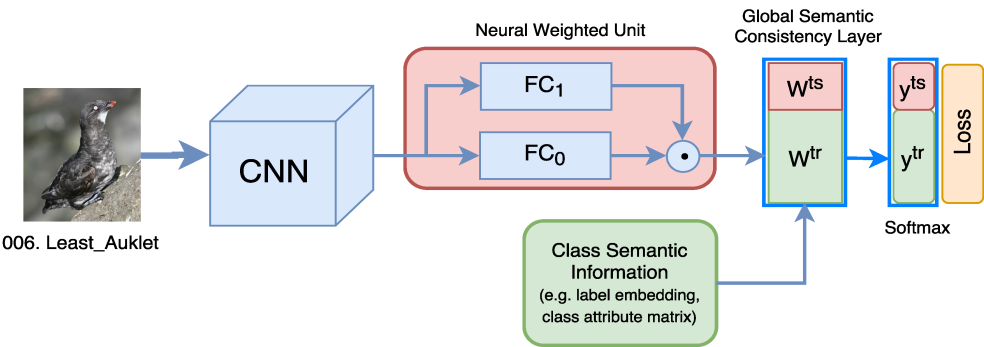 Neural Weighted Unit
Global Semantic
Consistency Layer
006. Least_Auklet
CNN
FC₁
FC₀
Wᵗˢ
Wᵗʳ
yᵗˢ
yᵗʳ
Loss
Softmax
Class Semantic
Information
(e.g. label embedding,
class attribute matrix)